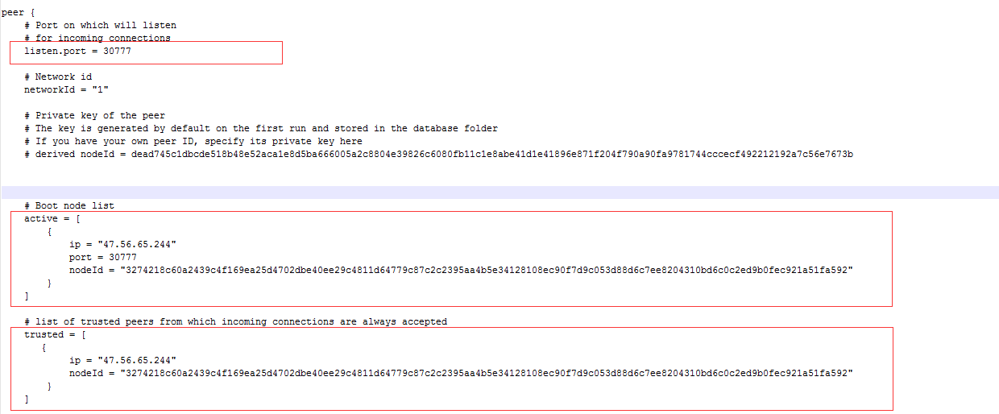 peer {
# Port on which will listen
# for incoming connections
listen.port = 30777
# Network id
networkId = "1"
# Private key of the peer
# The key is generated by default on the first run and stored in the database folder
# If you have your own peer ID, specify its private key here
# derived nodeId = dead745c1dbcde518b48e52aca1e8d5ba666005a2c8804e39826c6080fb11c1e8abe41d1e41896e871f204f790a90fa9781744cccecf492212192a7c56e7673b
# Boot node list
active = [
{
ip = "47.56.65.244"
port = 30777
nodeId = "3274218c60a2439c4f169ea25d4702dbe40ee29c4811d64779c87c2c2395aa4b5e34128108ec90f7d9c053d88d6c7ee8204310bd6c0c2ed9b0fec921a51fa592"
}
]
# list of trusted peers from which incoming connections are always accepted
trusted = [
{
ip = "47.56.65.244"
nodeId = "3274218c60a2439c4f169ea25d4702dbe40ee29c4811d64779c87c2c2395aa4b5e34128108ec90f7d9c053d88d6c7ee8204310bd6c0c2ed9b0fec921a51fa592"
}
]